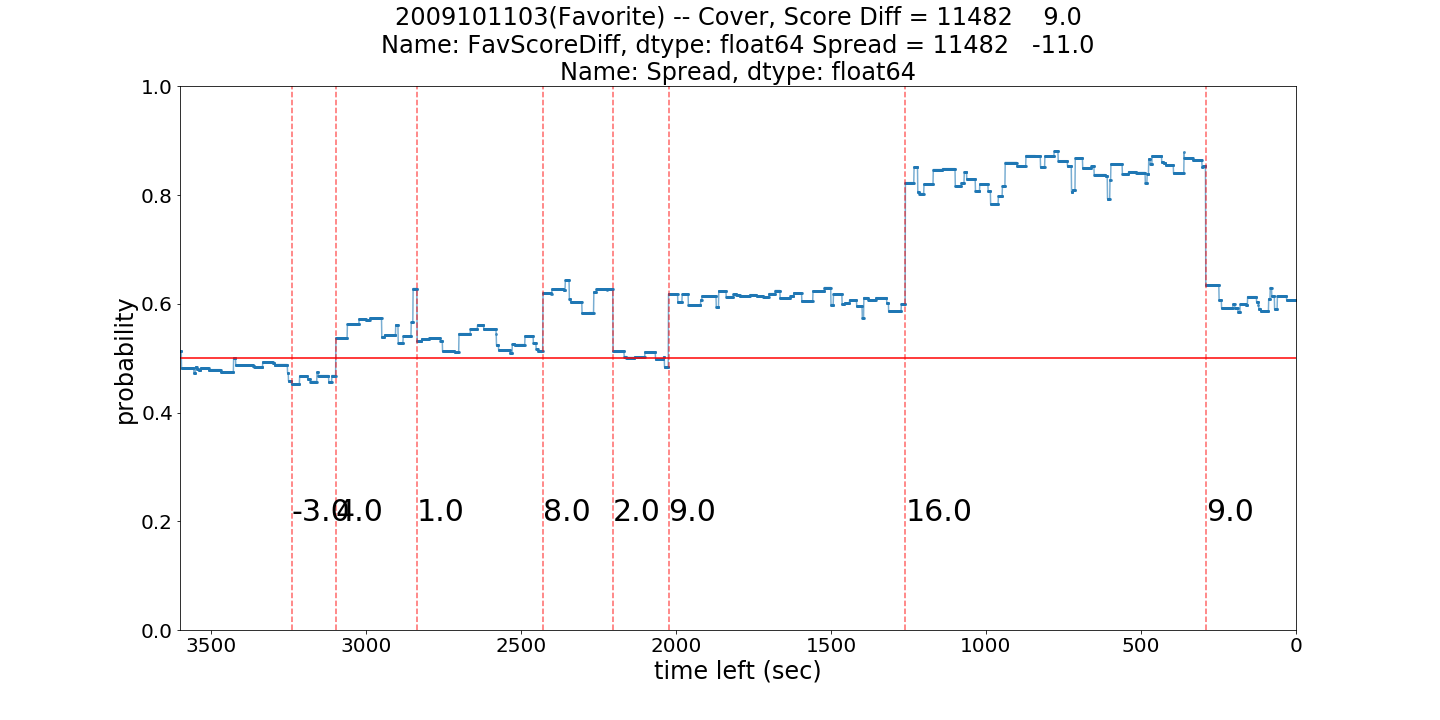 2009101103(Favorite) -- Cover, Score Diff = 11482    9.0
Name: FavScoreDiff, dtype: float64 Spread = 11482   -11.0
Name: Spread, dtype: float64
probability
1.0
0.8
0.6
0.4
0.2
0.0
-3.0 4.0 1.0 8.0 2.0 9.0 16.0 9.0
3500 3000 2500 2000 1500 1000 500 0
time left (sec)